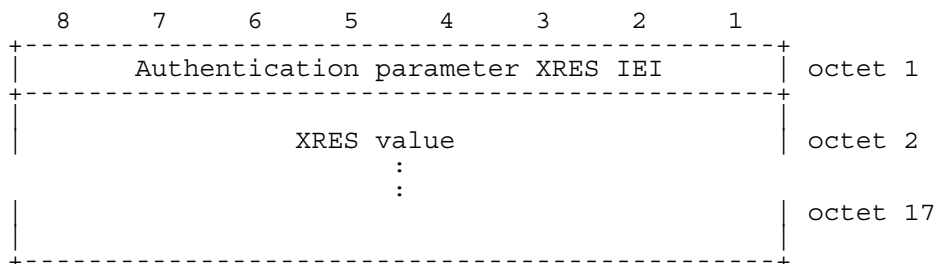 8 7 6 5 4 3 2 1
Authentication parameter XRES IEI octet 1
XRES value octet 2
:
:
octet 17